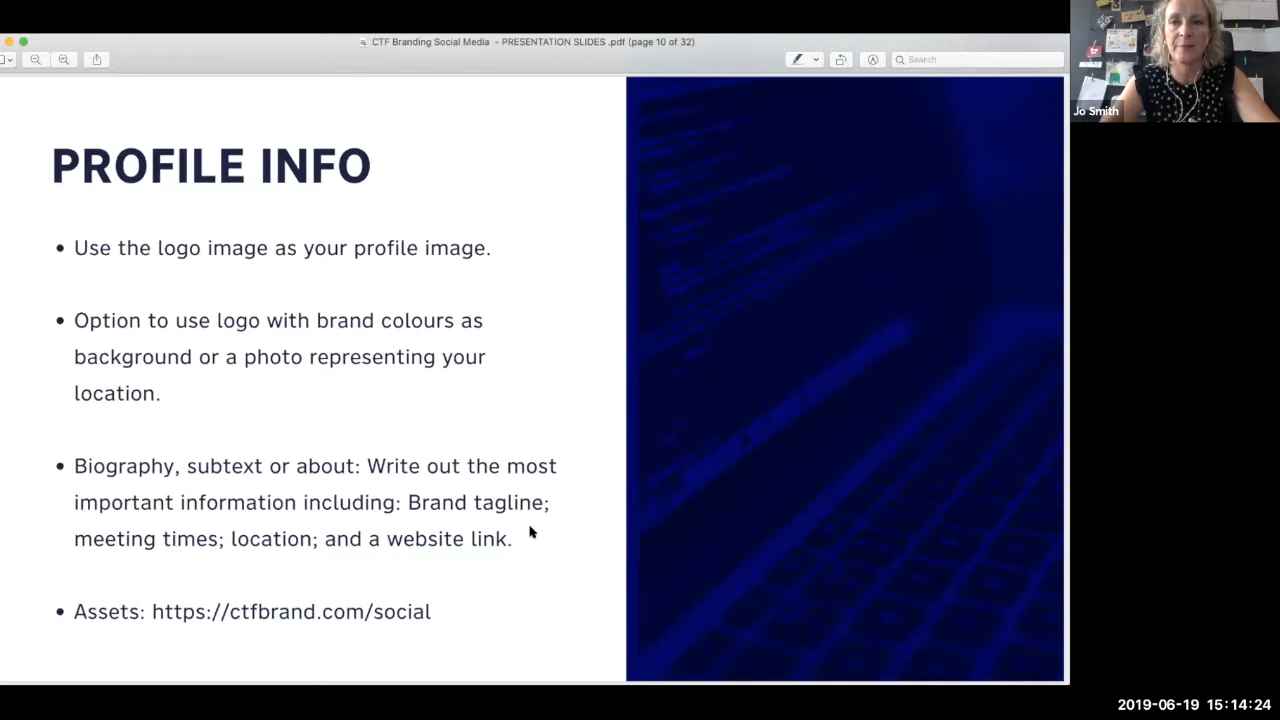 CTF Branding Social Media - PRESENTATION SLIDES .pdf (page 10 of 32)
Search
Jo Smith
PROFILE INFO
• Use the logo image as your profile image.
• Option to use logo with brand colours as
background or a photo representing your
location.
• Biography, subtext or about: Write out the most
important information including: Brand tagline;
meeting times; location; and a website link.
• Assets: https://ctfbrand.com/social
2019-06-19 15:14:24